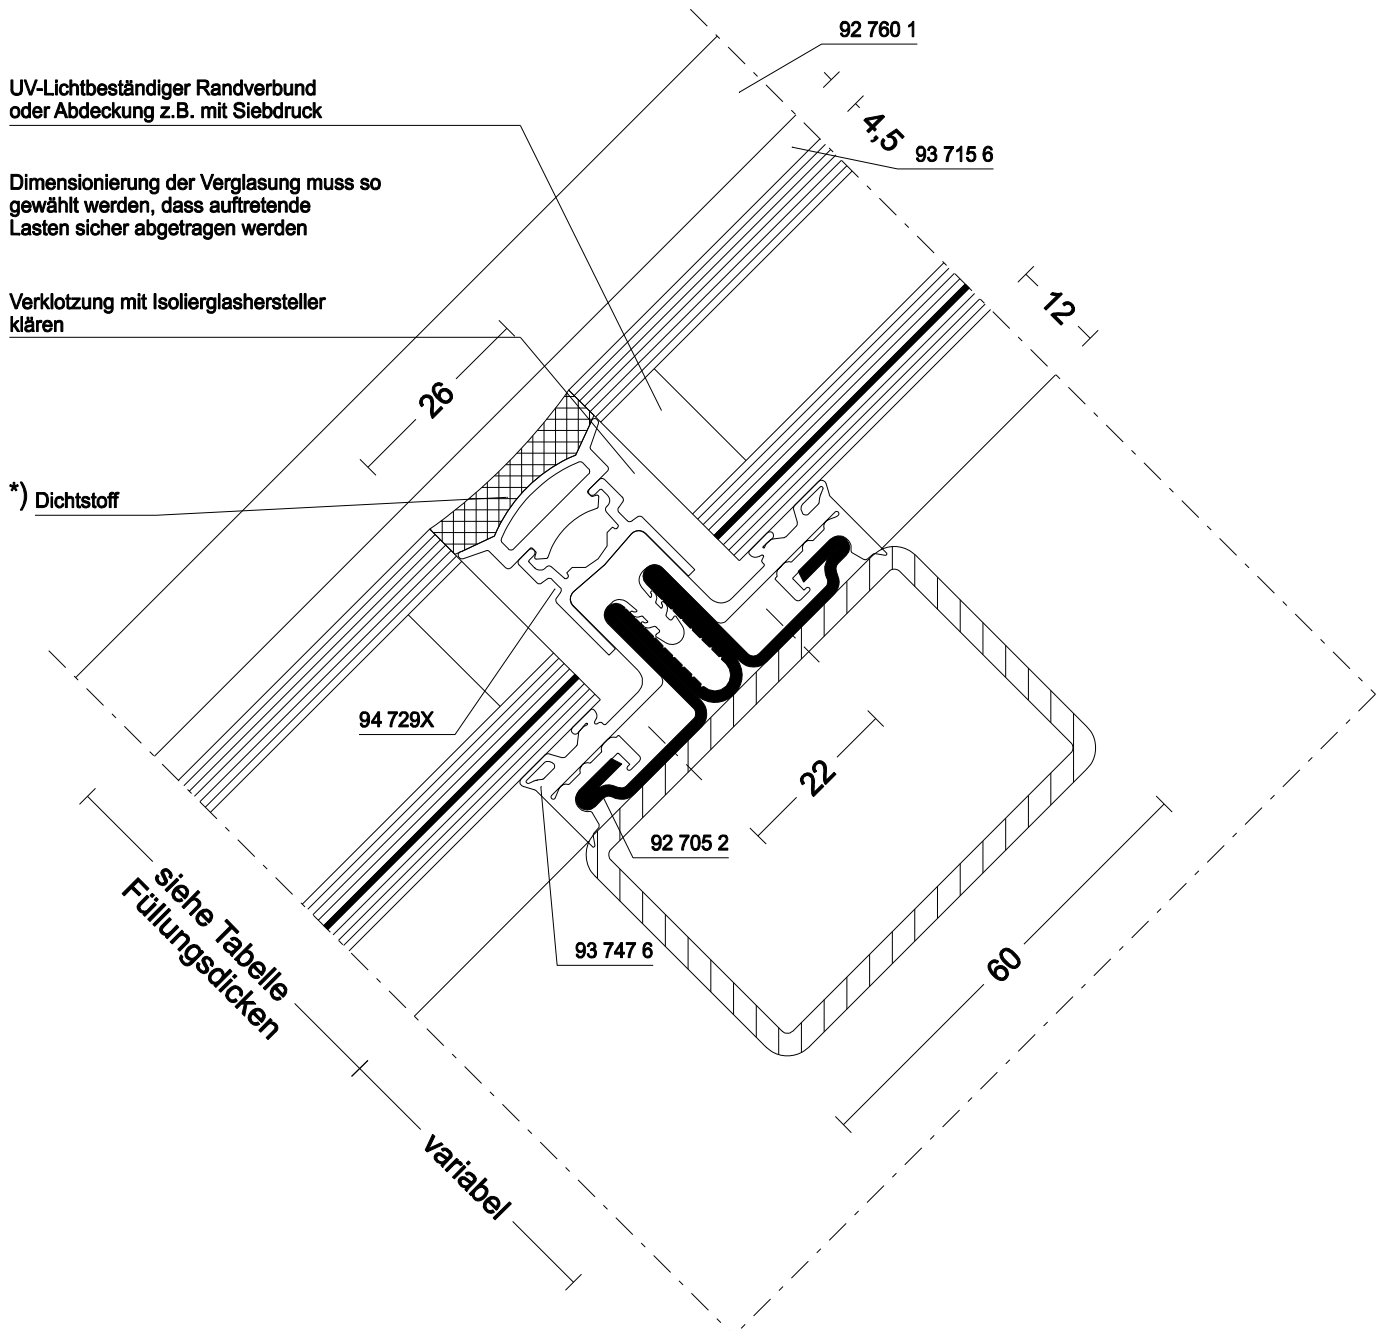 92 760 1
UV-Lichtbeständiger Randverbund
oder Abdeckung z.B. mit Siebdruck
4,5
93 715 6
Dimensionierung der Verglasung muss so
gewählt werden, dass auftretende
Lasten sicher abgetragen werden
Verklotzung mit Isolierglashersteller
klären
12
26
*) Dichtstoff
94 729X
22
92 705 2
93 747 6
60
siehe Tabelle
Füllungsdicken
variabel